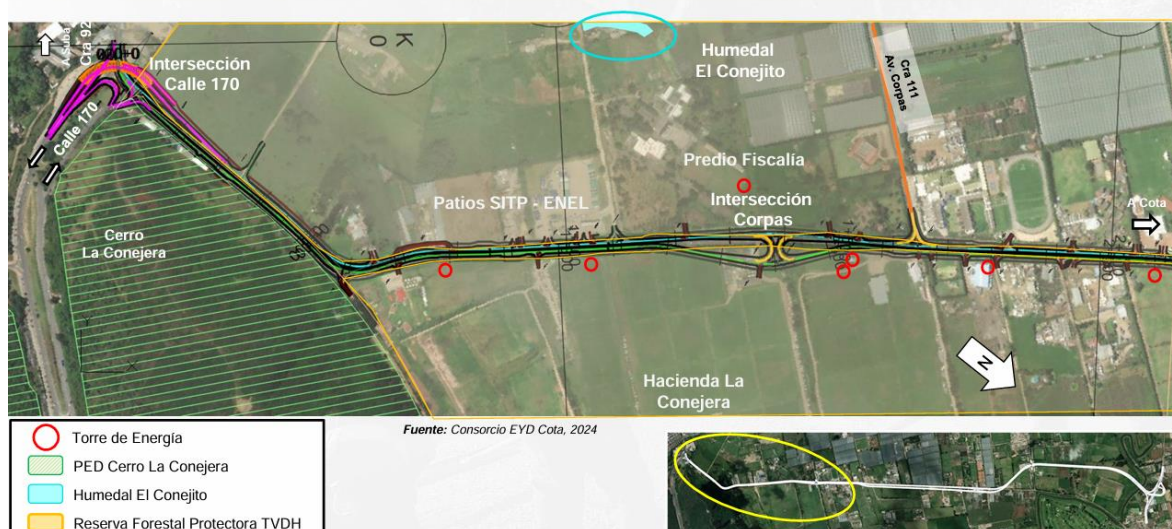 A Suba
Cra 92
Intersección
Calle 170
Calle 170
K
0
Humedal
El Conejito
Cra 111
Av. Corpas
Predio Fiscalía
Patios SITP - ENEL
Intersección
Corpas
A Cota
Cerro
La Conejera
N
Hacienda La
Conejera
Fuente: Consorcio EYD Cota, 2024
Torre de Energía
PED Cerro La Conejera
Humedal El Conejito
Reserva Forestal Protectora TVDH